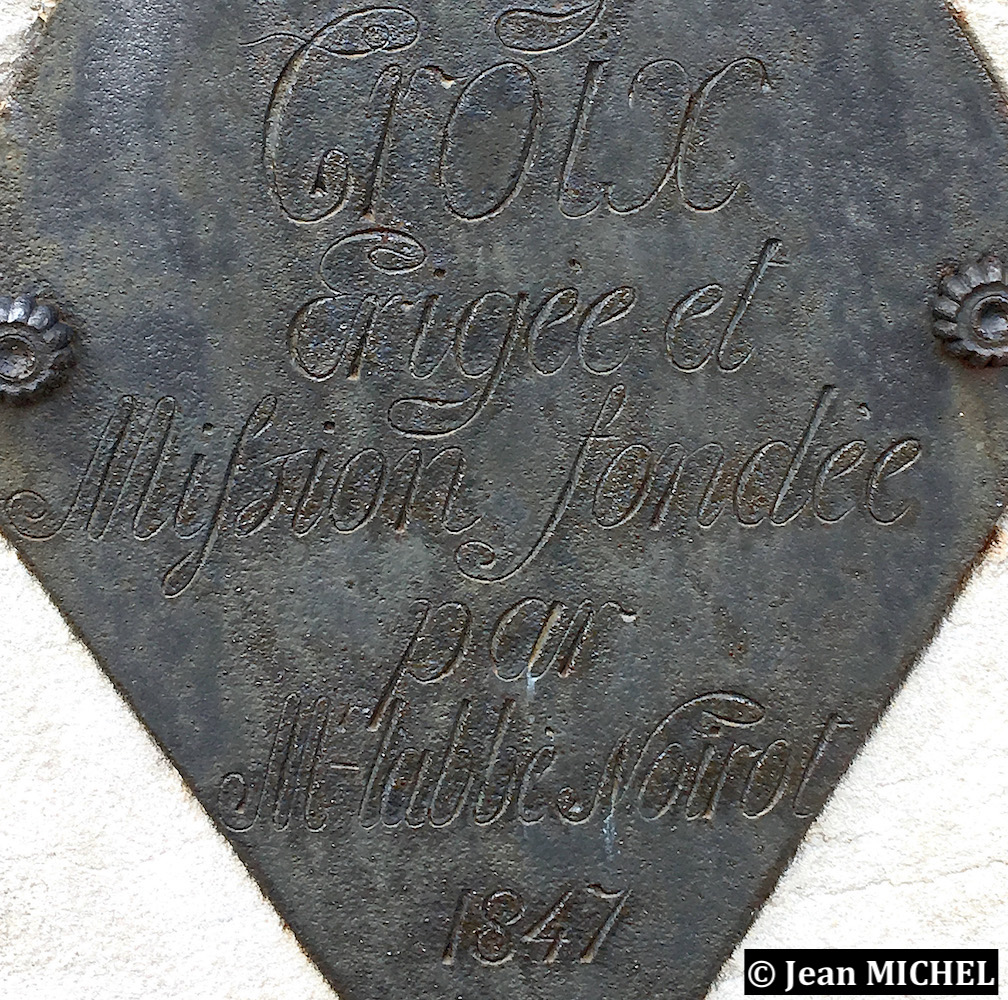 Croix
Erigée et
Miſsion fondée
par
Mr l'abbé Noirot
1847
© Jean MICHEL